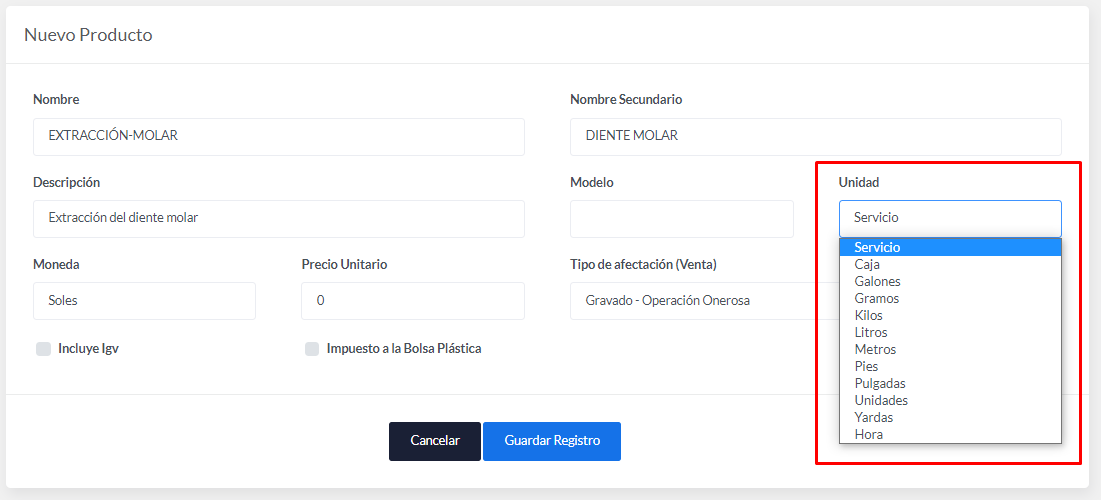 Nuevo Producto
Nombre
Nombre Secundario
EXTRACCIÓN-MOLAR
DIENTE MOLAR
Descripción
Modelo
Unidad
Extracción del diente molar
Servicio
Servicio
Caja
Galones
Gramos
Kilos
Litros
Metros
Pies
Pulgadas
Unidades
Yardas
Hora
Moneda
Precio Unitario
Tipo de afectación (Venta)
Soles
0
Gravado - Operación Onerosa
Incluye Igv
Impuesto a la Bolsa Plástica
Cancelar
Guardar Registro